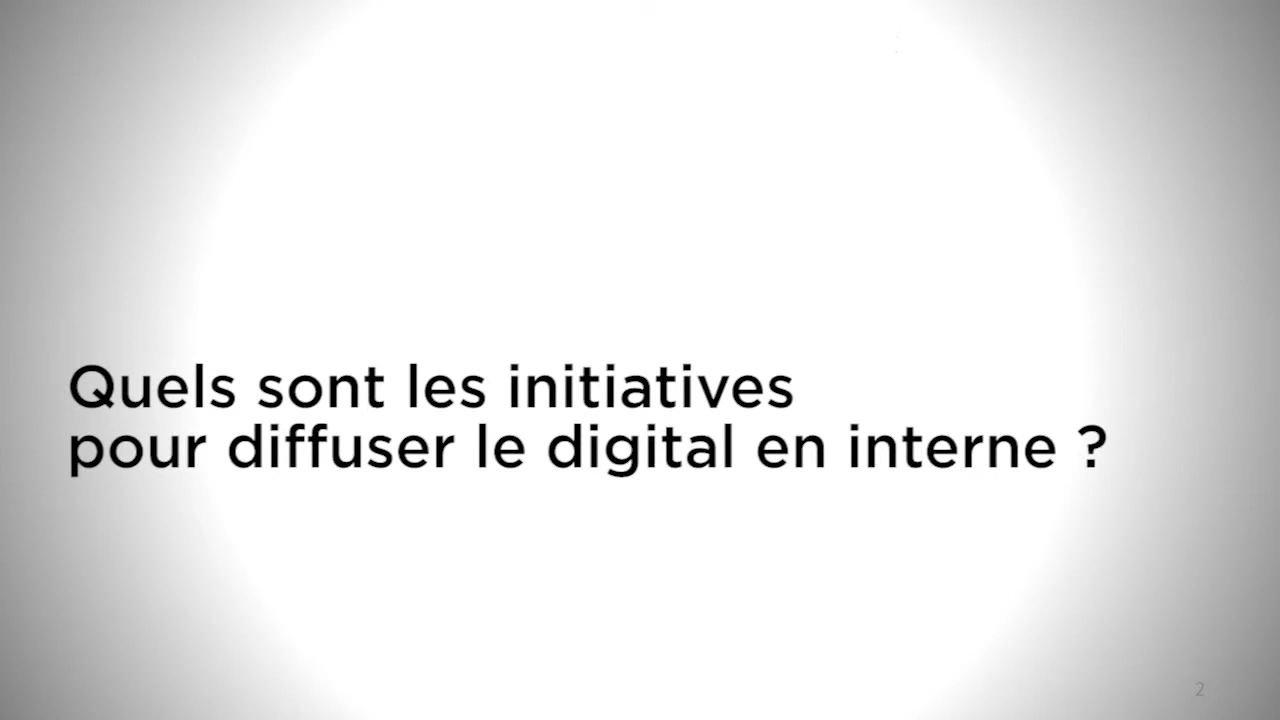 Quels sont les initiatives
pour diffuser le digital en interne ?
2